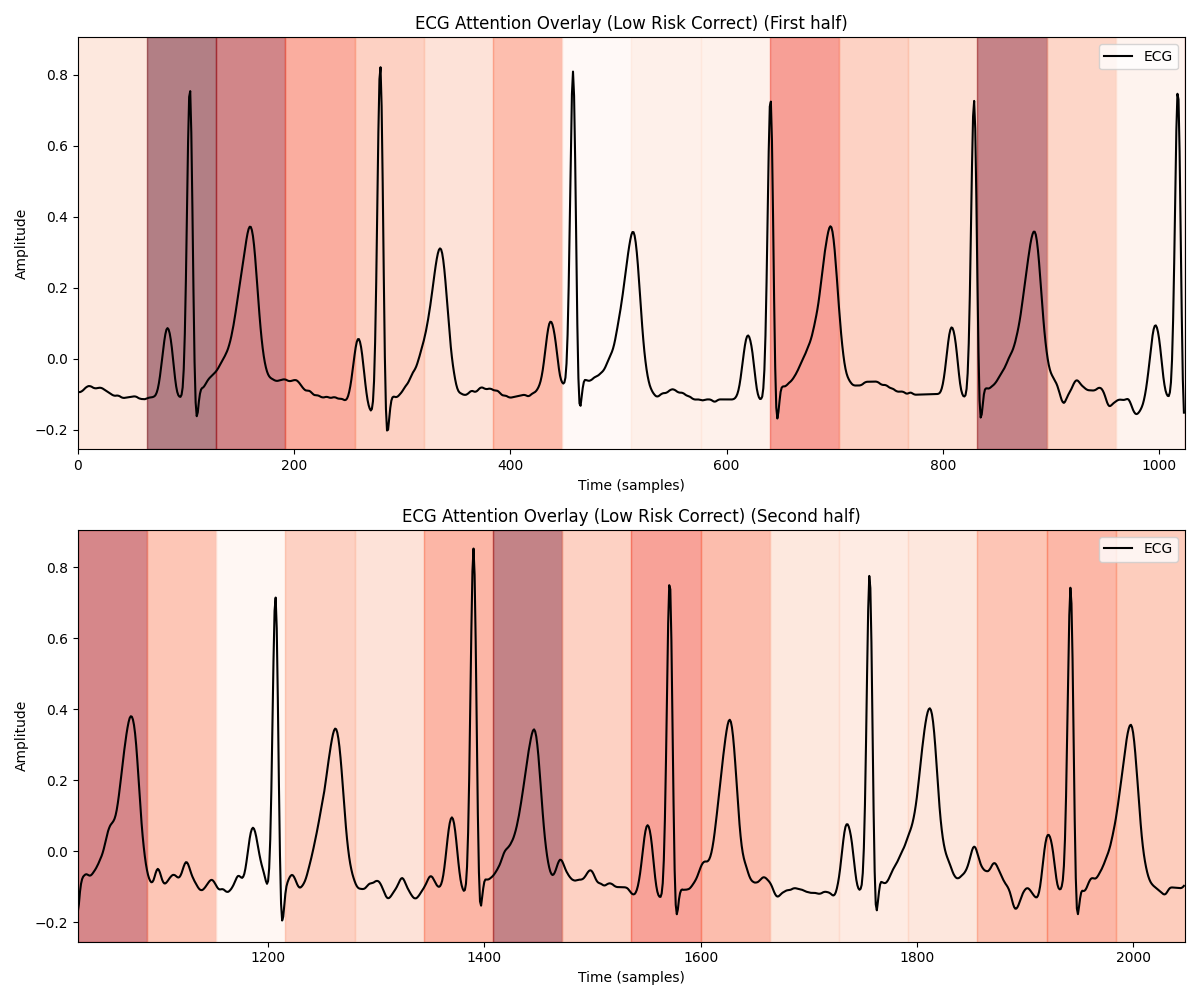 ECG Attention Overlay (Low Risk Correct) (First half)
ECG
Amplitude
0.8
0.6
0.4
0.2
0.0
−0.2
0 200 400 600 800 1000
Time (samples)
ECG Attention Overlay (Low Risk Correct) (Second half)
ECG
Amplitude
0.8
0.6
0.4
0.2
0.0
−0.2
1200 1400 1600 1800 2000
Time (samples)